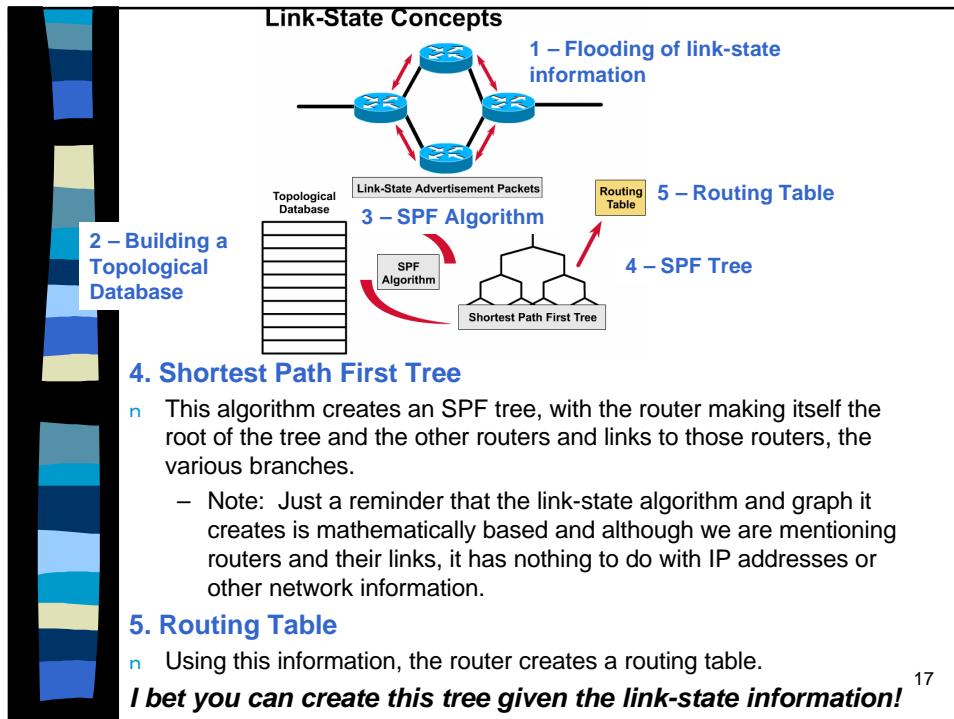 Link-State Concepts
1 – Flooding of link-state
information
Link-State Advertisement Packets
Topological
Database
3 – SPF Algorithm
Routing
Table
5 – Routing Table
2 – Building a
Topological
Database
SPF
Algorithm
4 – SPF Tree
Shortest Path First Tree
4. Shortest Path First Tree
n This algorithm creates an SPF tree, with the router making itself the
root of the tree and the other routers and links to those routers, the
various branches.
– Note: Just a reminder that the link-state algorithm and graph it
creates is mathematically based and although we are mentioning
routers and their links, it has nothing to do with IP addresses or
other network information.
5. Routing Table
n Using this information, the router creates a routing table.
I bet you can create this tree given the link-state information!
17